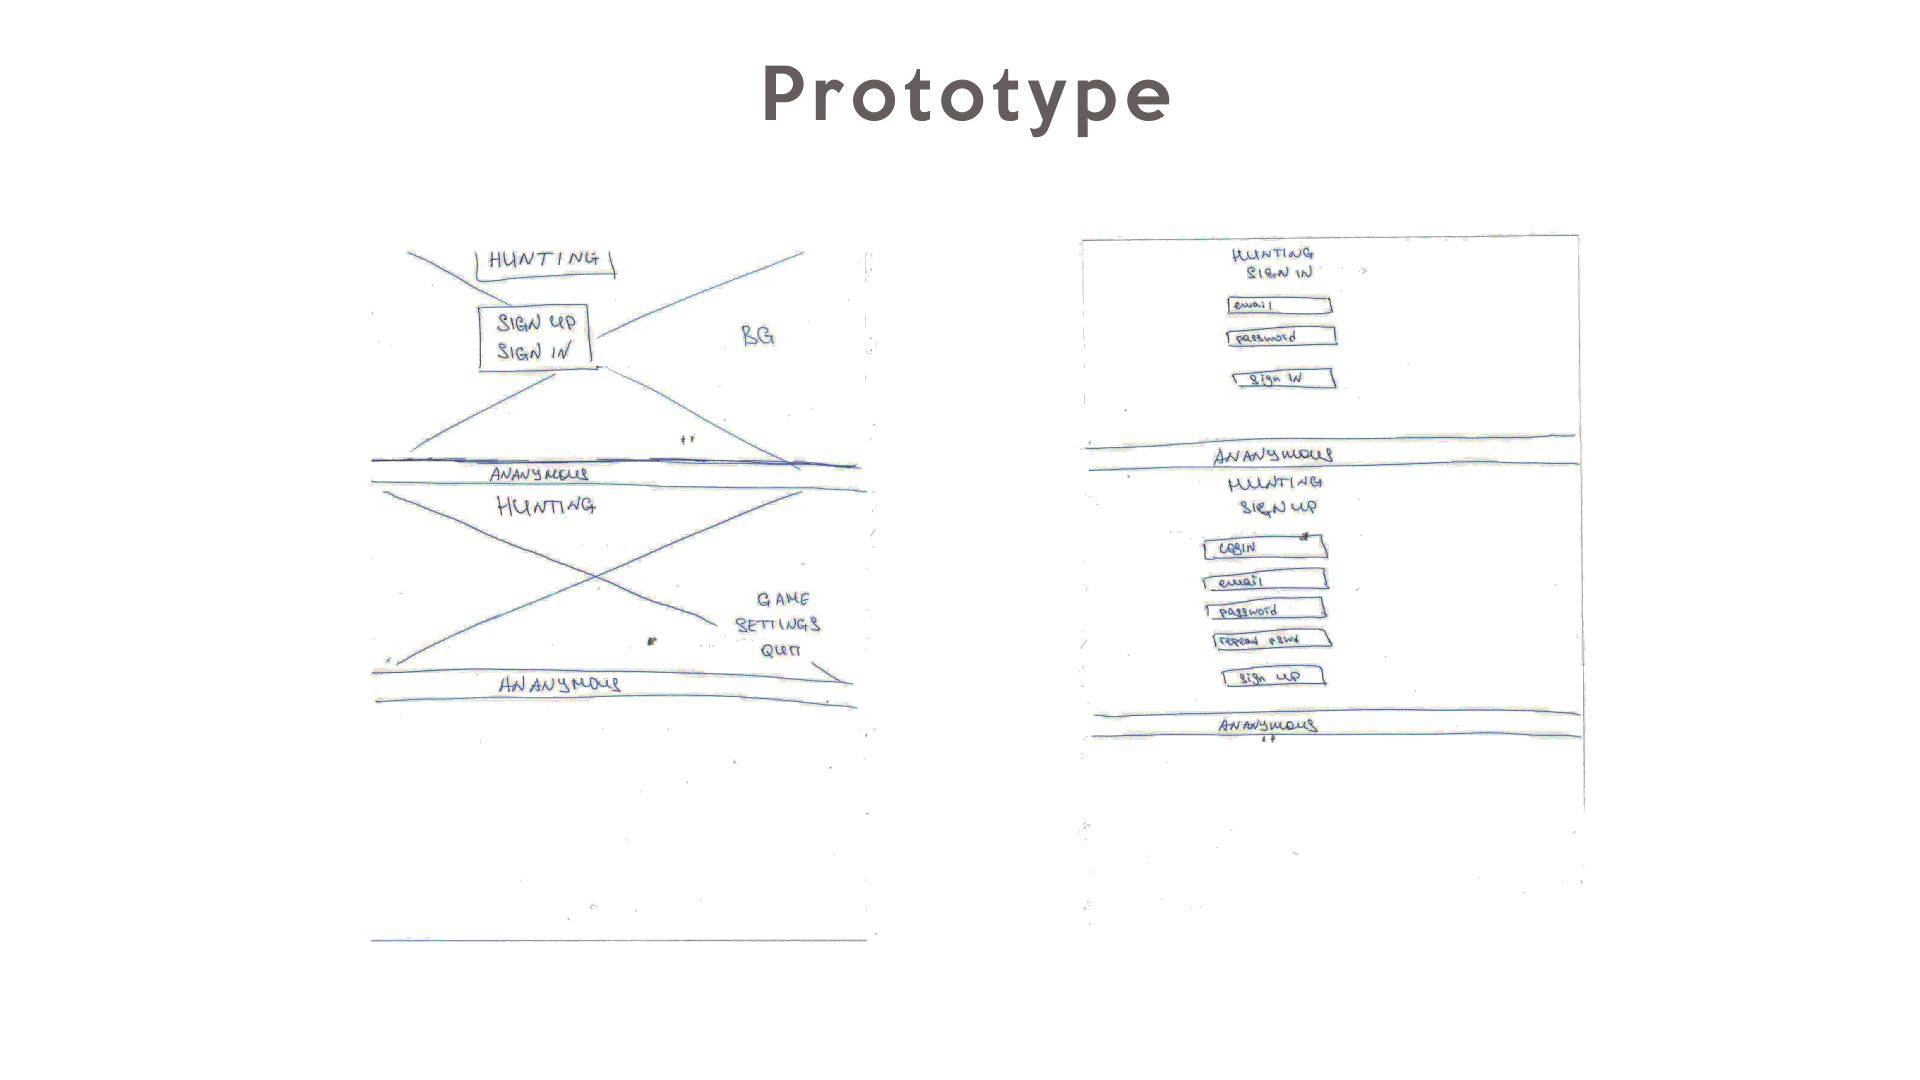 Prototype
HUNTING
SIGN UP
SIGN IN
BG
ANANYMOUS
HUNTING
GAME
SETTINGS
QUIT
ANANYMOUS
HUNTING
SIGN IN
email
password
sign IN
ANANYMOUS
HUNTING
SIGN UP
LOGIN
email
password
repeat pswd
sign UP
ANANYMOUS